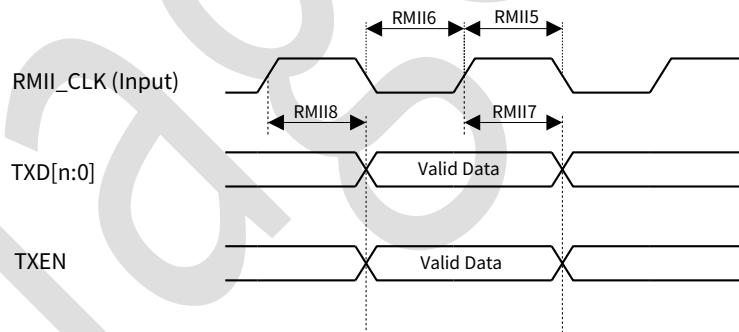 RMII6 RMII5
RMII_CLK (Input)
RMII8 RMII7
TXD[n:0] Valid Data
TXEN Valid Data